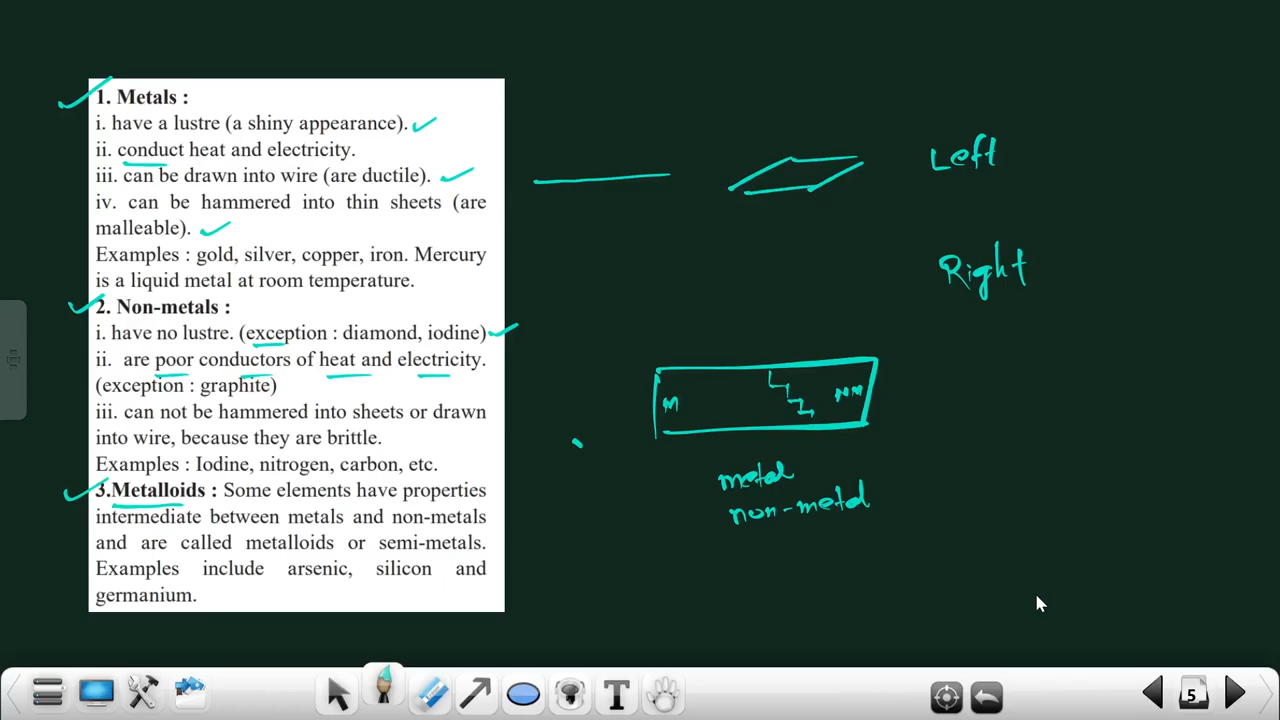 1. Metals :
i. have a lustre (a shiny appearance).
ii. conduct heat and electricity.
iii. can be drawn into wire (are ductile).
iv. can be hammered into thin sheets (are
malleable).
Examples : gold, silver, copper, iron. Mercury
is a liquid metal at room temperature.
2. Non-metals :
i. have no lustre. (exception : diamond, iodine)
ii. are poor conductors of heat and electricity.
(exception : graphite)
iii. can not be hammered into sheets or drawn
into wire, because they are brittle.
Examples : Iodine, nitrogen, carbon, etc.
3.Metalloids : Some elements have properties
intermediate between metals and non-metals
and are called metalloids or semi-metals.
Examples include arsenic, silicon and
germanium.
Left
Right
M NM
metal
non-metal
T
5